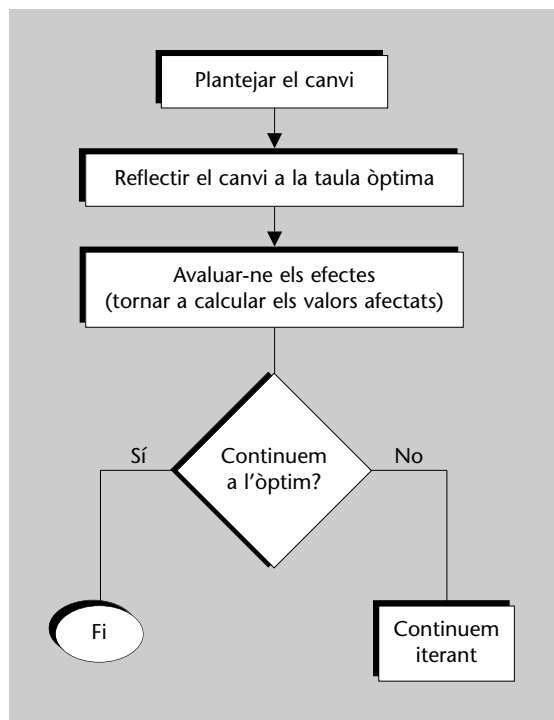 Plantejar el canvi
Reflectir el canvi a la taula òptima
Avaluar-ne els efectes
(tornar a calcular els valors afectats)
Sí
Continuem
a l'òptim?
No
Fi
Continuem
iterant